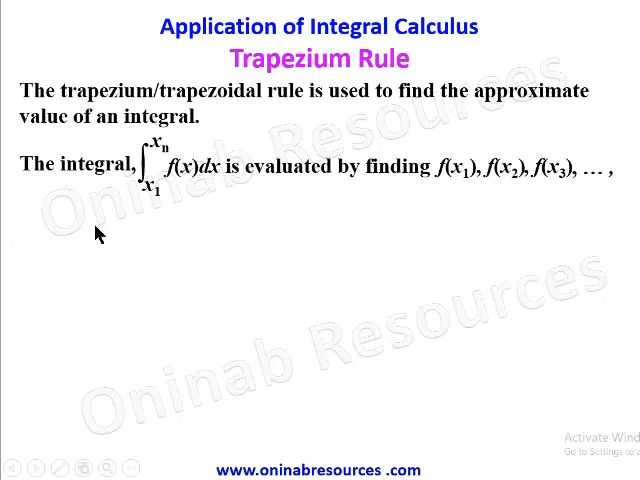 Application of Integral Calculus
Trapezium Rule
The trapezium/trapezoidal rule is used to find the approximate
value of an integral.
The integral, ∫_{x₁}^{xₙ} f(x)dx is evaluated by finding f(x₁), f(x₂), f(x₃), … ,
Oninab Resources
Oninab Resources
Activate Wind
Go to Settings to a
www.oninabresources .com